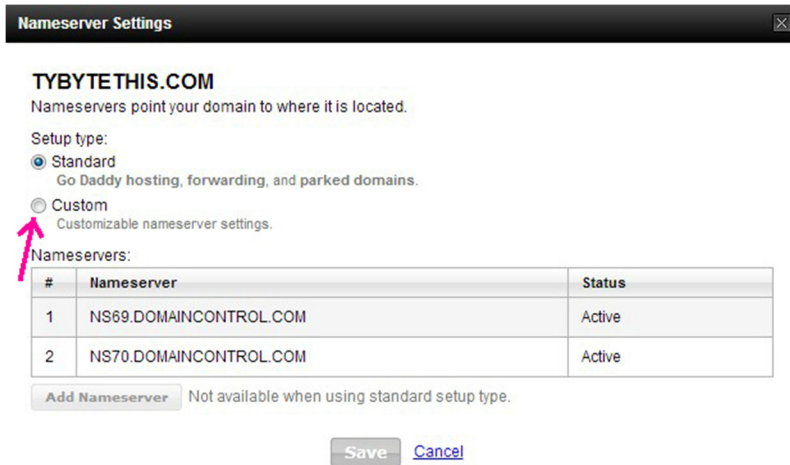 Nameserver Settings
TYBYTETHIS.COM
Nameservers point your domain to where it is located.
Setup type:
Standard
Go Daddy hosting, forwarding, and parked domains.
Custom
Customizable nameserver settings.
Nameservers:
# Nameserver Status
1 NS69.DOMAINCONTROL.COM Active
2 NS70.DOMAINCONTROL.COM Active
Add Nameserver Not available when using standard setup type.
Save Cancel